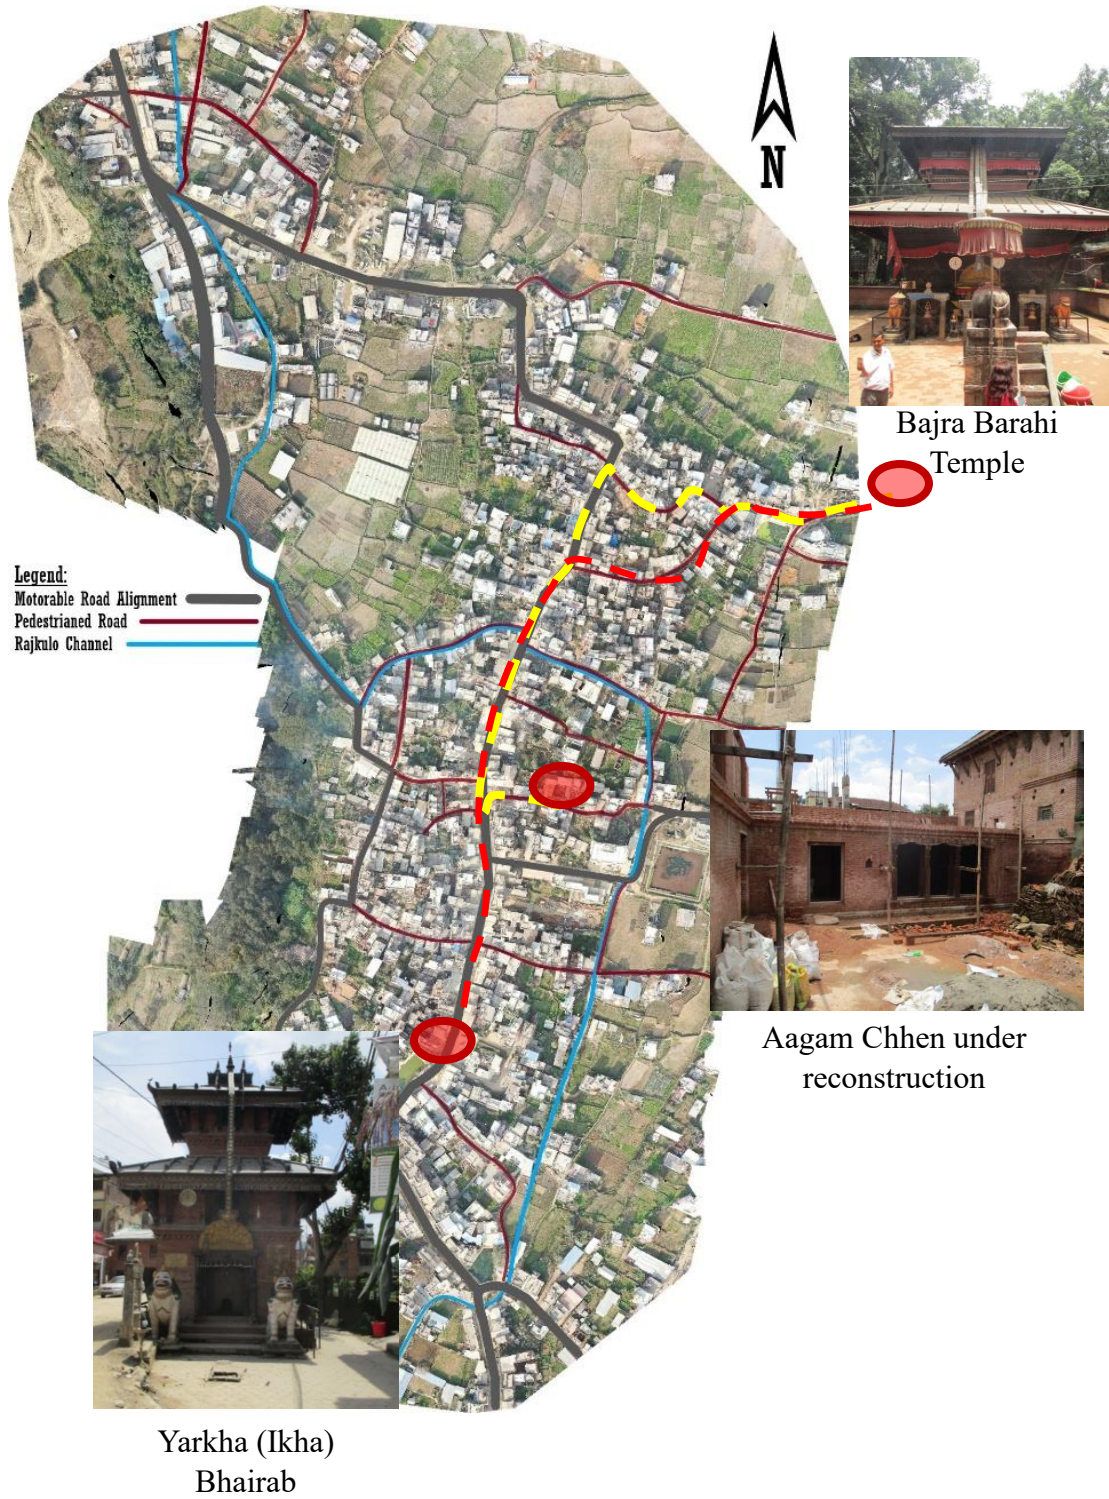 N
Bajra Barahi
Temple
Legend:
Motorable Road Alignment
Pedestrianed Road
Rajkulo Channel
Aagam Chhen under
reconstruction
Yarkha (Ikha)
Bhairab